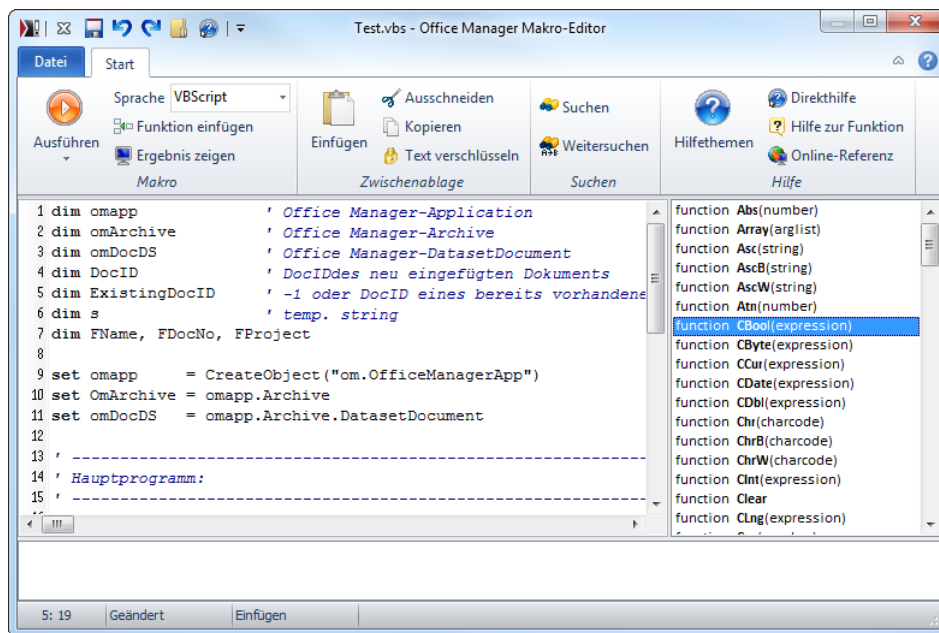 Test.vbs - Office Manager Makro-Editor
Datei Start
Ausführen
Sprache VBScript
Funktion einfügen
Ergebnis zeigen
Makro
Einfügen
Ausschneiden
Kopieren
Text verschlüsseln
Zwischenablage
Suchen
Weitersuchen
Suchen
Hilfethemen
Direkthilfe
Hilfe zur Funktion
Online-Referenz
Hilfe
1 dim omapp ' Office Manager-Application
2 dim omArchive ' Office Manager-Archive
3 dim omDocDS ' Office Manager-DatasetDocument
4 dim DocID ' DocIDdes neu eingefügten Dokuments
5 dim ExistingDocID ' -1 oder DocID eines bereits vorhandene
6 dim s ' temp. string
7 dim FName, FDocNo, FProject
8
9 set omapp = CreateObject("om.OfficeManagerApp")
10 set OmArchive = omapp.Archive
11 set omDocDS = omapp.Archive.DatasetDocument
12
13 ' -----------------------------------------------------------
14 ' Hauptprogramm:
15 ' -----------------------------------------------------------
function Abs(number)
function Array(arglist)
function Asc(string)
function AscB(string)
function AscW(string)
function Atn(number)
function CBool(expression)
function CByte(expression)
function CCur(expression)
function CDate(expression)
function CDbl(expression)
function Chr(charcode)
function ChrB(charcode)
function ChrW(charcode)
function CInt(expression)
function Clear
function CLng(expression)
5: 19 Geändert Einfügen